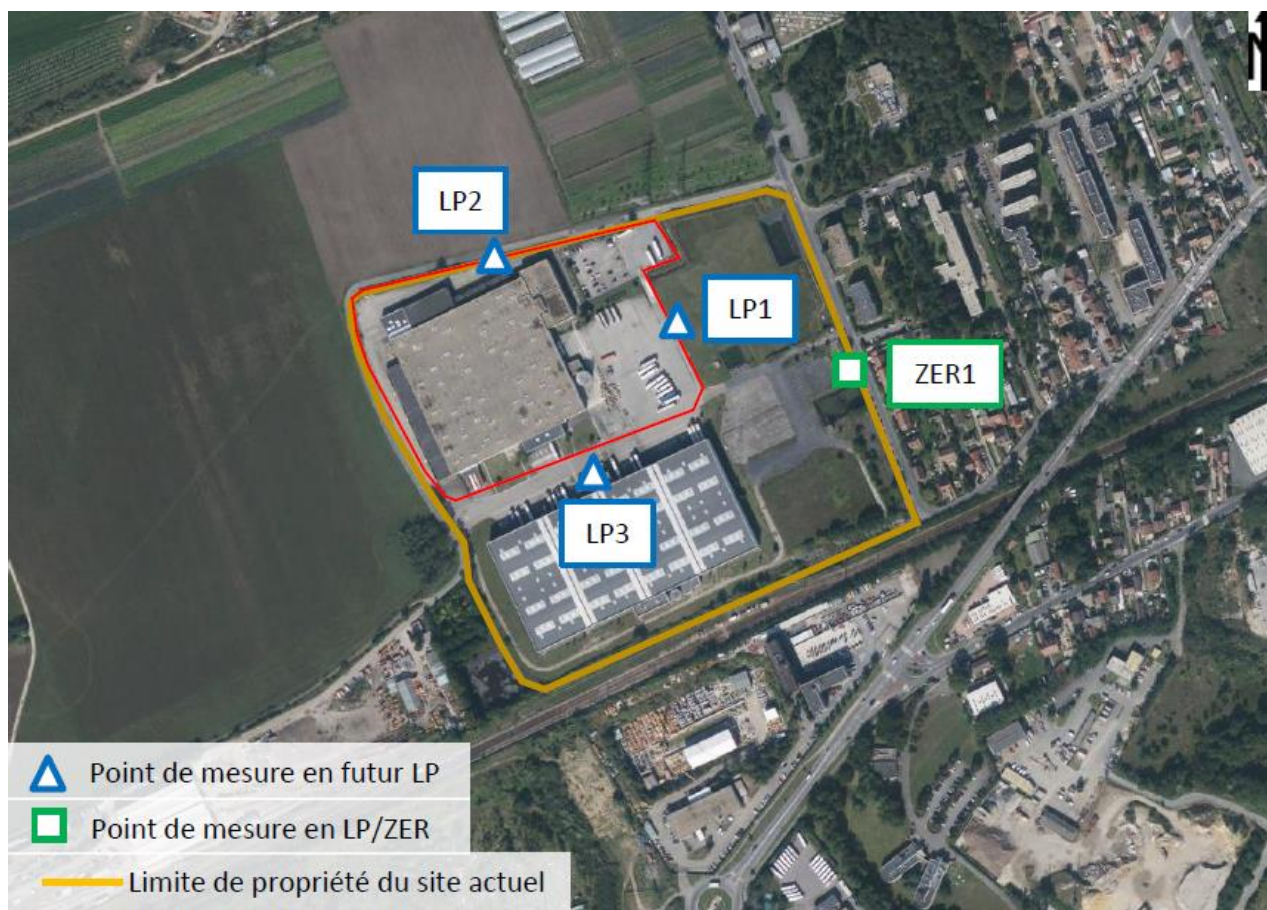 LP2
LP1
ZER1
LP3
Point de mesure en futur LP
Point de mesure en LP/ZER
Limite de propriété du site actuel